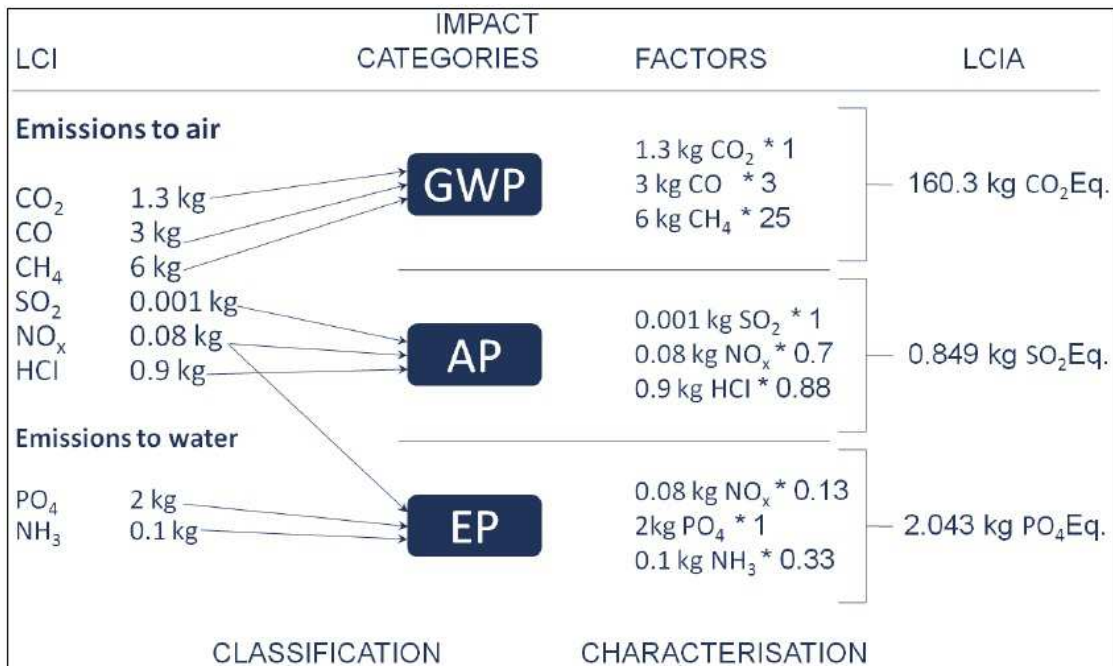 LCI IMPACT CATEGORIES FACTORS LCIA
Emissions to air
CO₂ 1.3 kg
CO 3 kg
CH₄ 6 kg
SO₂ 0.001 kg
NOₓ 0.08 kg
HCl 0.9 kg
Emissions to water
PO₄ 2 kg
NH₃ 0.1 kg
GWP
1.3 kg CO₂ * 1
3 kg CO * 3
6 kg CH₄ * 25
160.3 kg CO₂Eq.
AP
0.001 kg SO₂ * 1
0.08 kg NOₓ * 0.7
0.9 kg HCl * 0.88
0.849 kg SO₂Eq.
EP
0.08 kg NOₓ * 0.13
2kg PO₄ * 1
0.1 kg NH₃ * 0.33
2.043 kg PO₄Eq.
CLASSIFICATION CHARACTERISATION